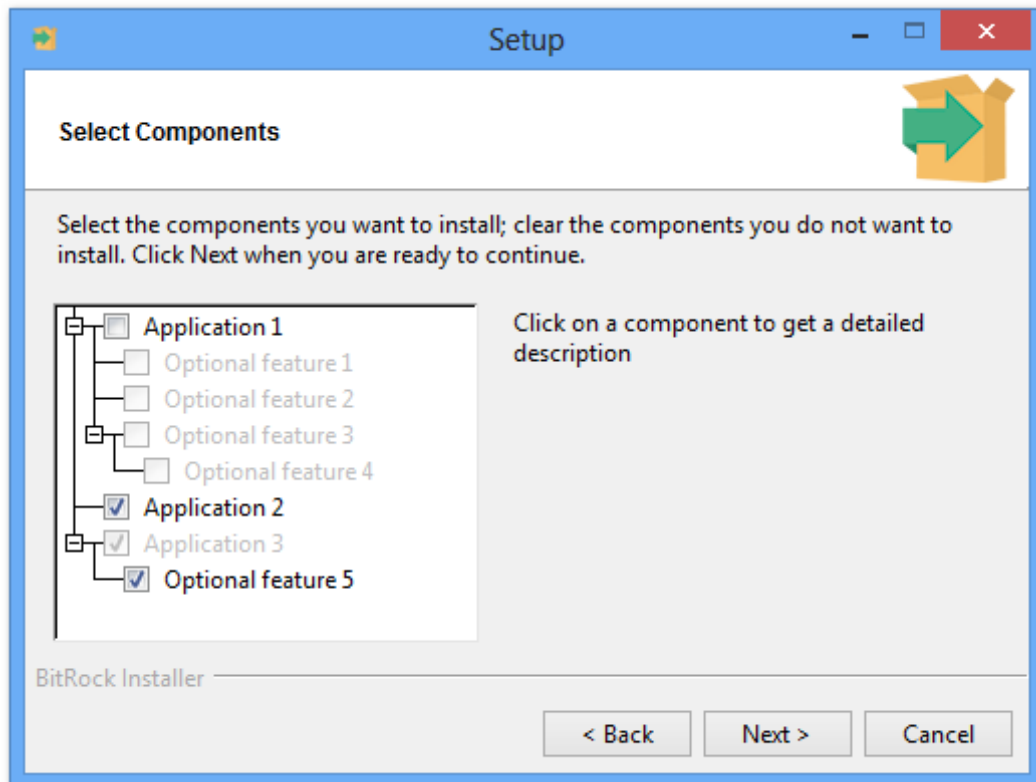 Setup
Select Components
Select the components you want to install; clear the components you do not want to
install. Click Next when you are ready to continue.
Application 1
Optional feature 1
Optional feature 2
Optional feature 3
Optional feature 4
Application 2
Application 3
Optional feature 5
Click on a component to get a detailed
description
BitRock Installer
< Back
Next >
Cancel